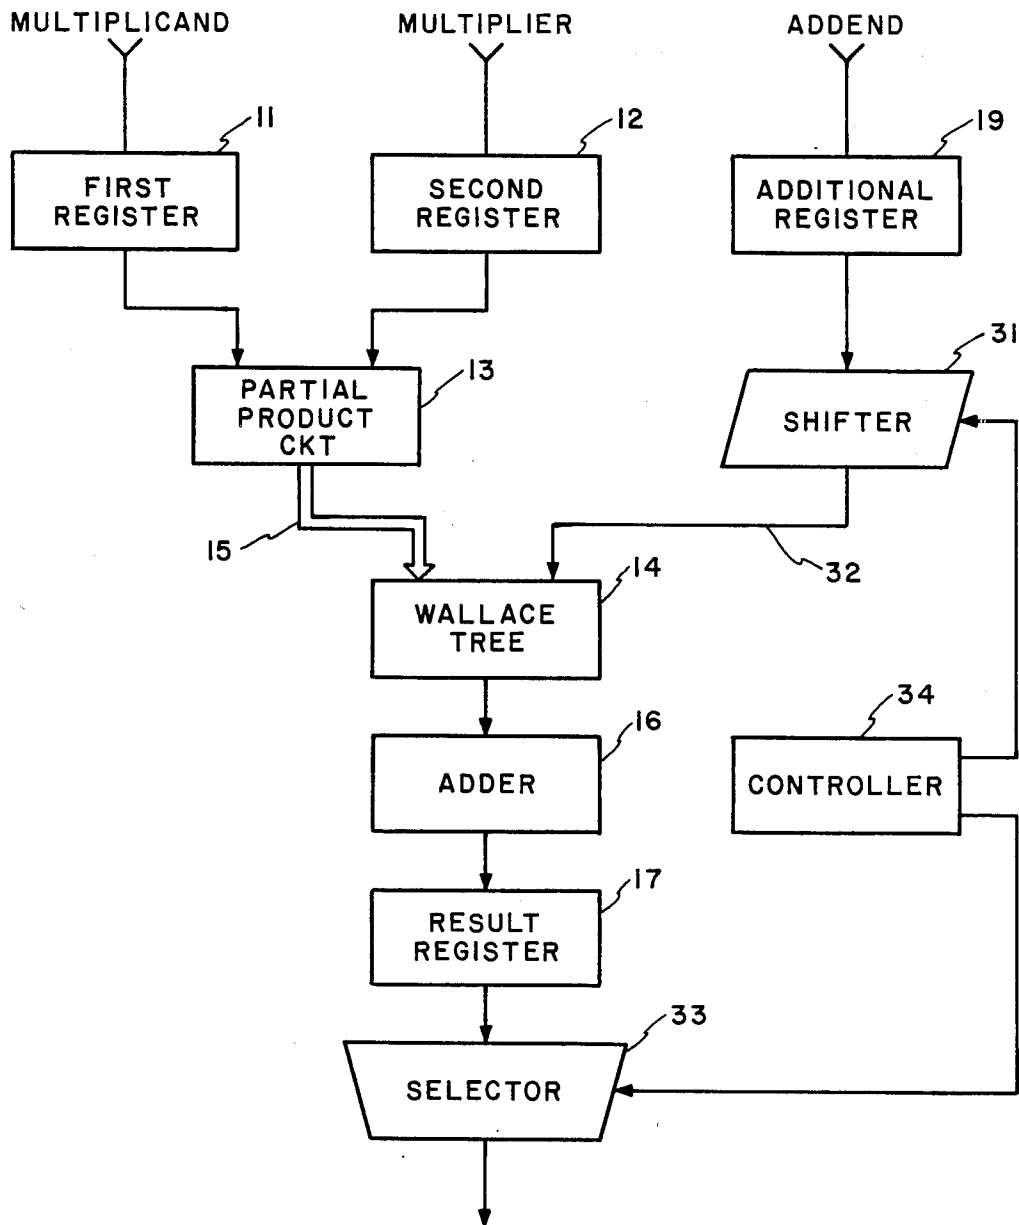 MULTIPLICAND
MULTIPLIER
ADDEND
11
12
19
FIRST
REGISTER
SECOND
REGISTER
ADDITIONAL
REGISTER
31
13
PARTIAL
PRODUCT
CKT
SHIFTER
15
32
14
WALLACE
TREE
34
16
ADDER
CONTROLLER
17
RESULT
REGISTER
33
SELECTOR